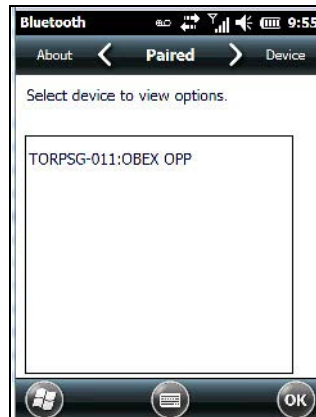 Bluetooth 9:55
About Paired Device
Select device to view options.
TORPSG-011:OBEX OPP
OK